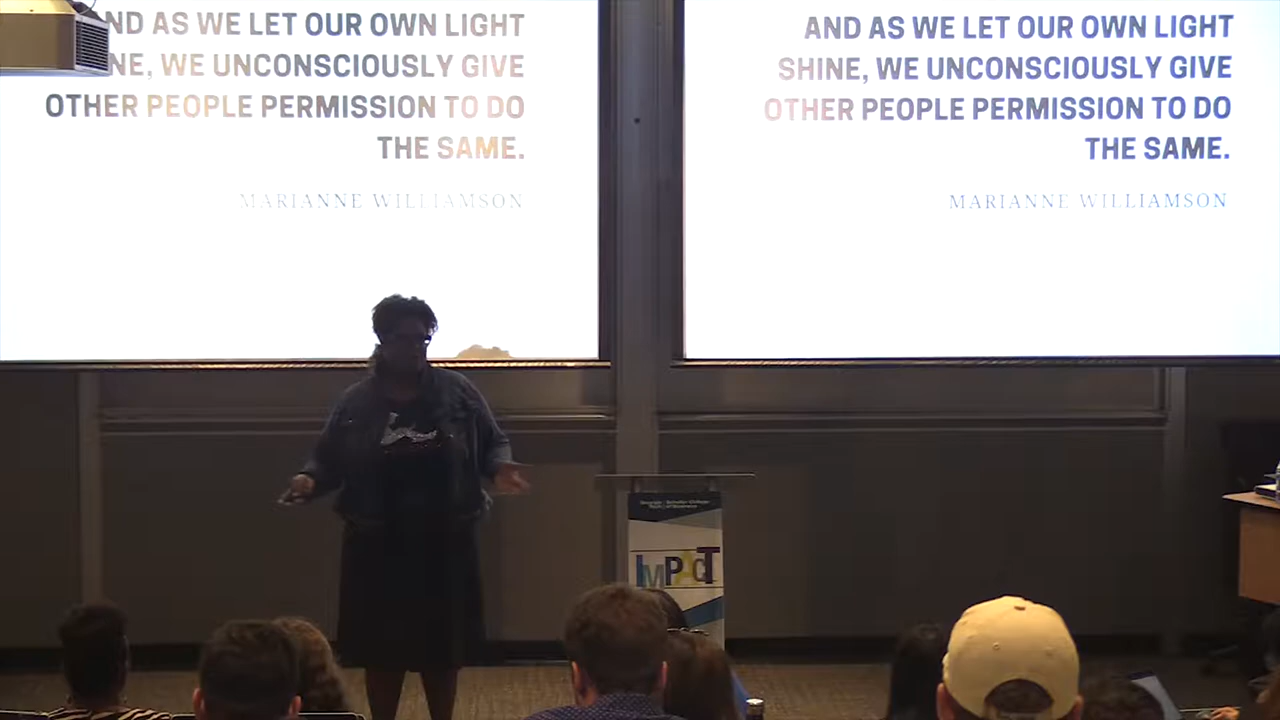 AND AS WE LET OUR OWN LIGHT
NE, WE UNCONSCIOUSLY GIVE
OTHER PEOPLE PERMISSION TO DO
THE SAME.
MARIANNE WILLIAMSON
AND AS WE LET OUR OWN LIGHT
SHINE, WE UNCONSCIOUSLY GIVE
OTHER PEOPLE PERMISSION TO DO
THE SAME.
MARIANNE WILLIAMSON
IMPACT